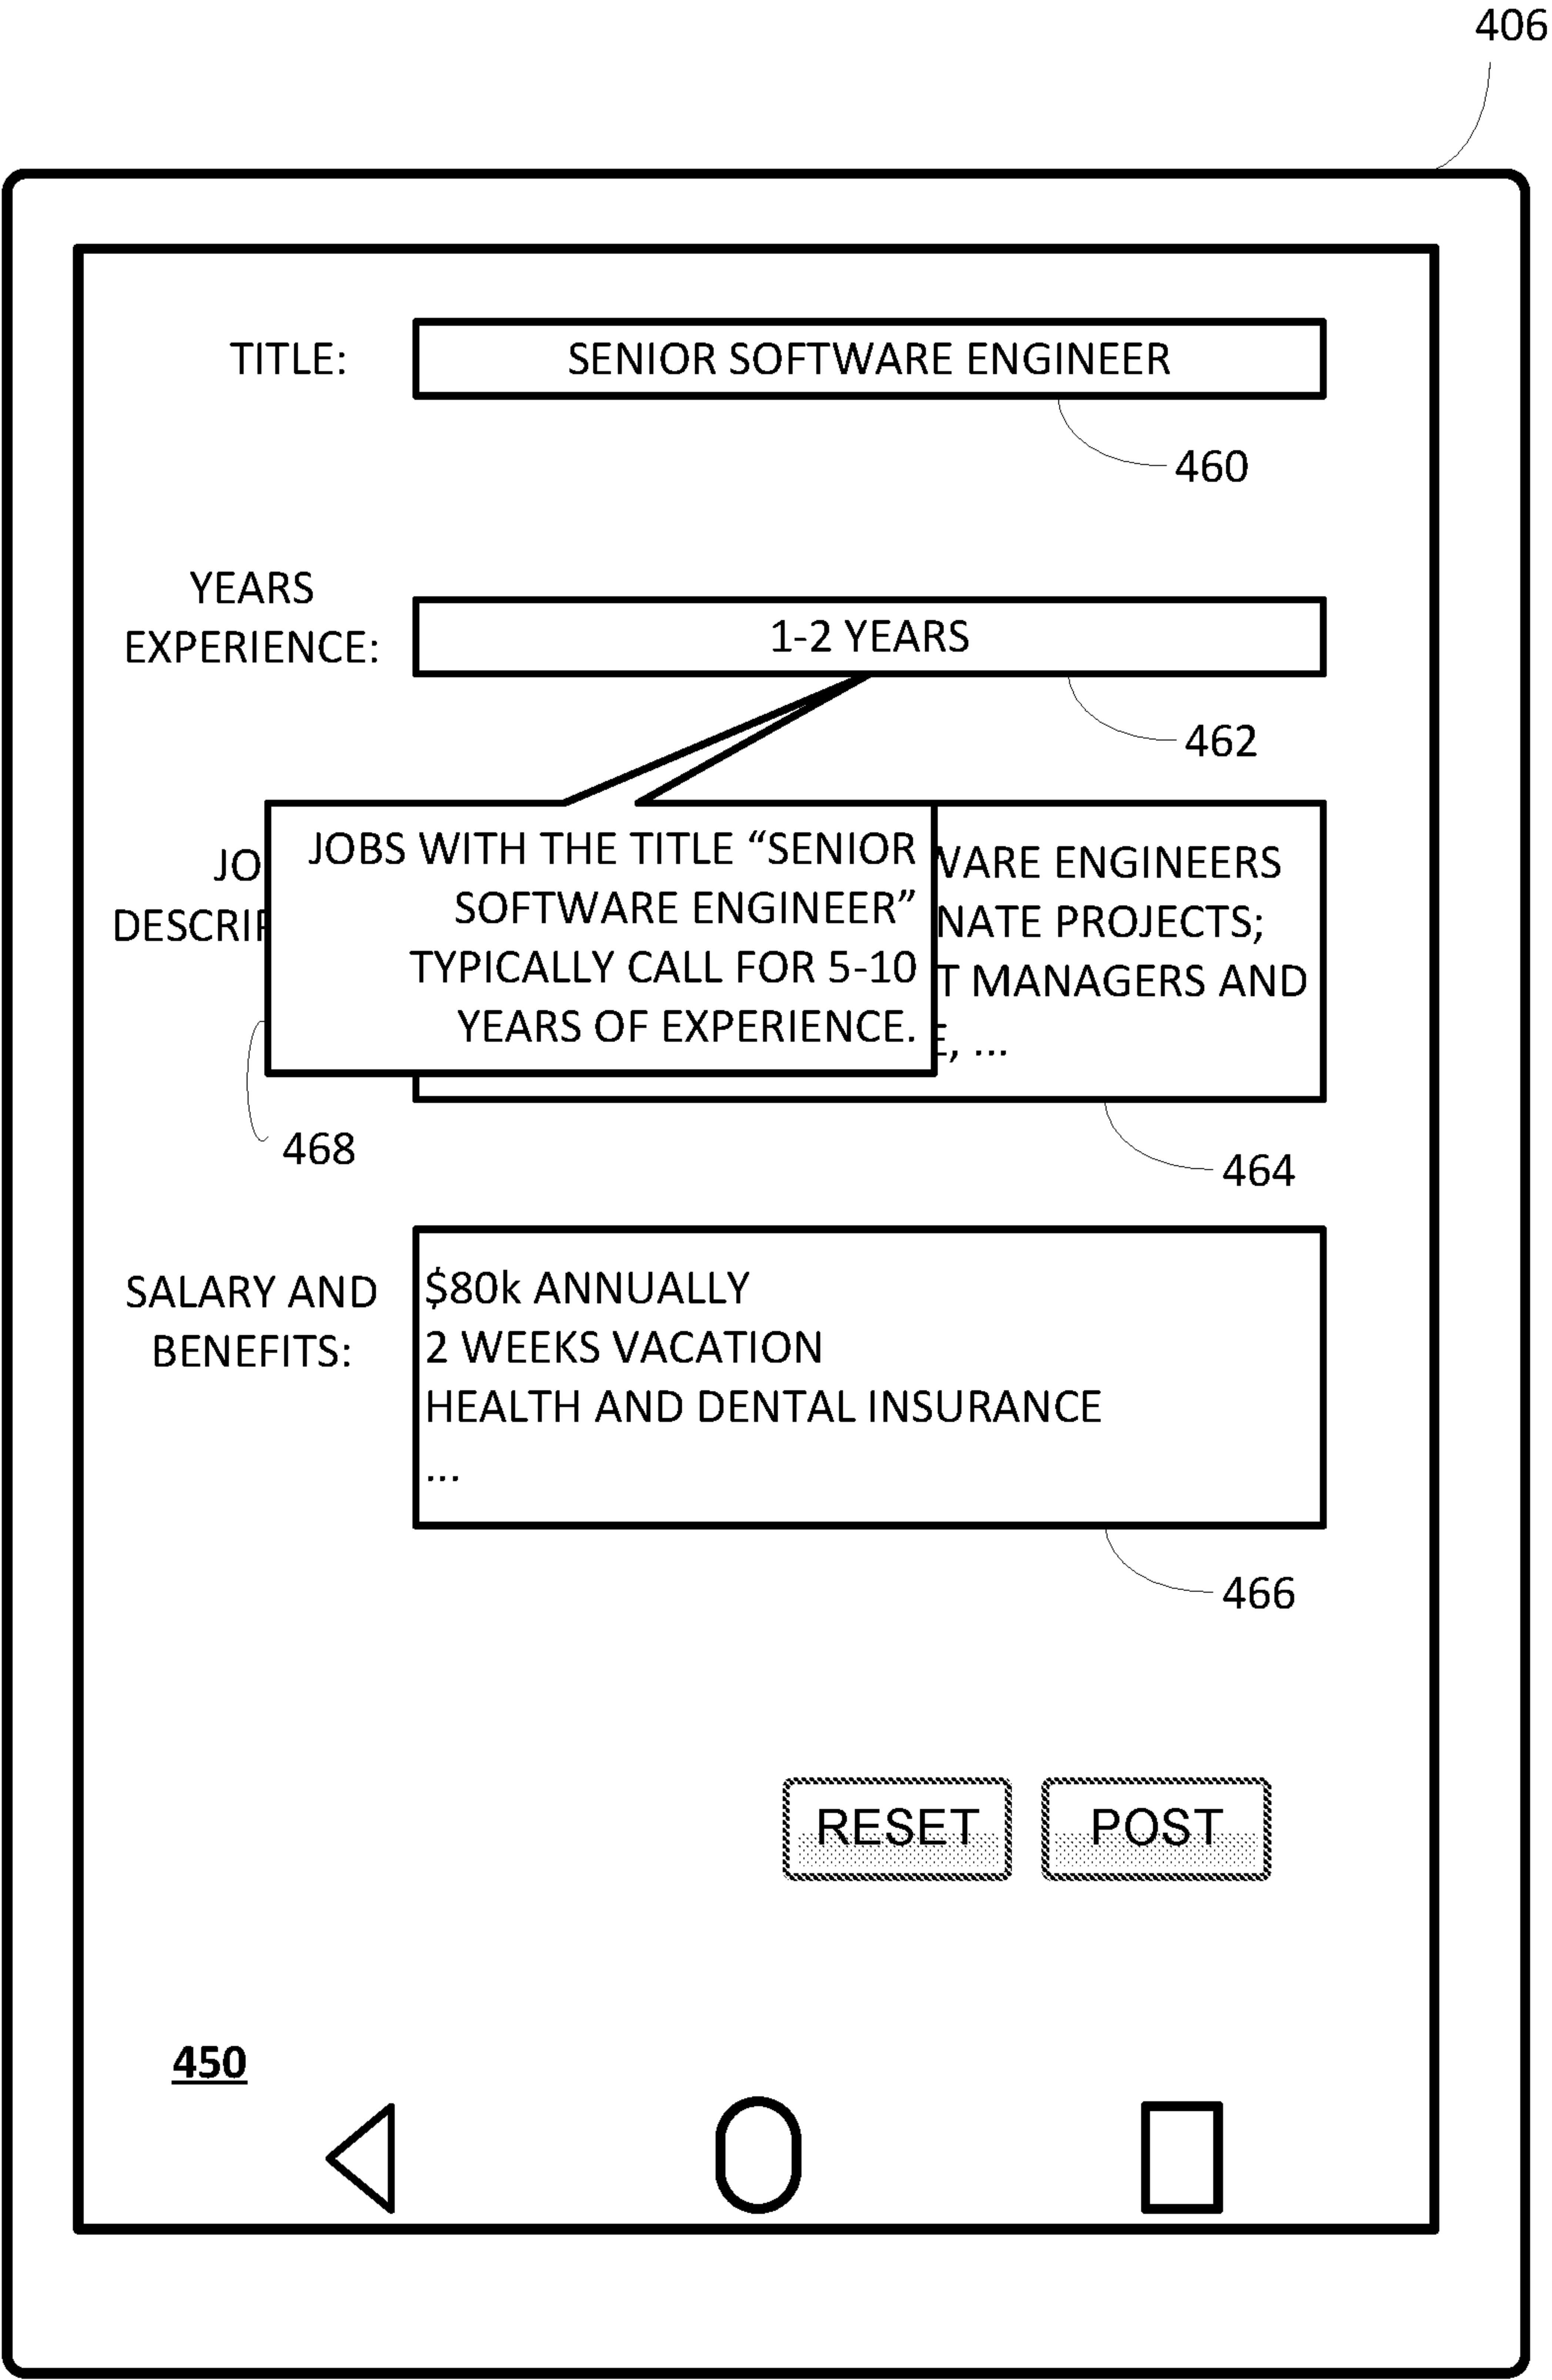 406
TITLE:
SENIOR SOFTWARE ENGINEER
460
YEARS
EXPERIENCE:
1-2 YEARS
462
JOBS WITH THE TITLE “SENIOR
SOFTWARE ENGINEER”
TYPICALLY CALL FOR 5-10
YEARS OF EXPERIENCE.
ENGINEERS
PROJECTS;
MANAGERS AND
...
468
464
SALARY AND
BENEFITS:
$80k ANNUALLY
2 WEEKS VACATION
HEALTH AND DENTAL INSURANCE
...
466
RESET
POST
450